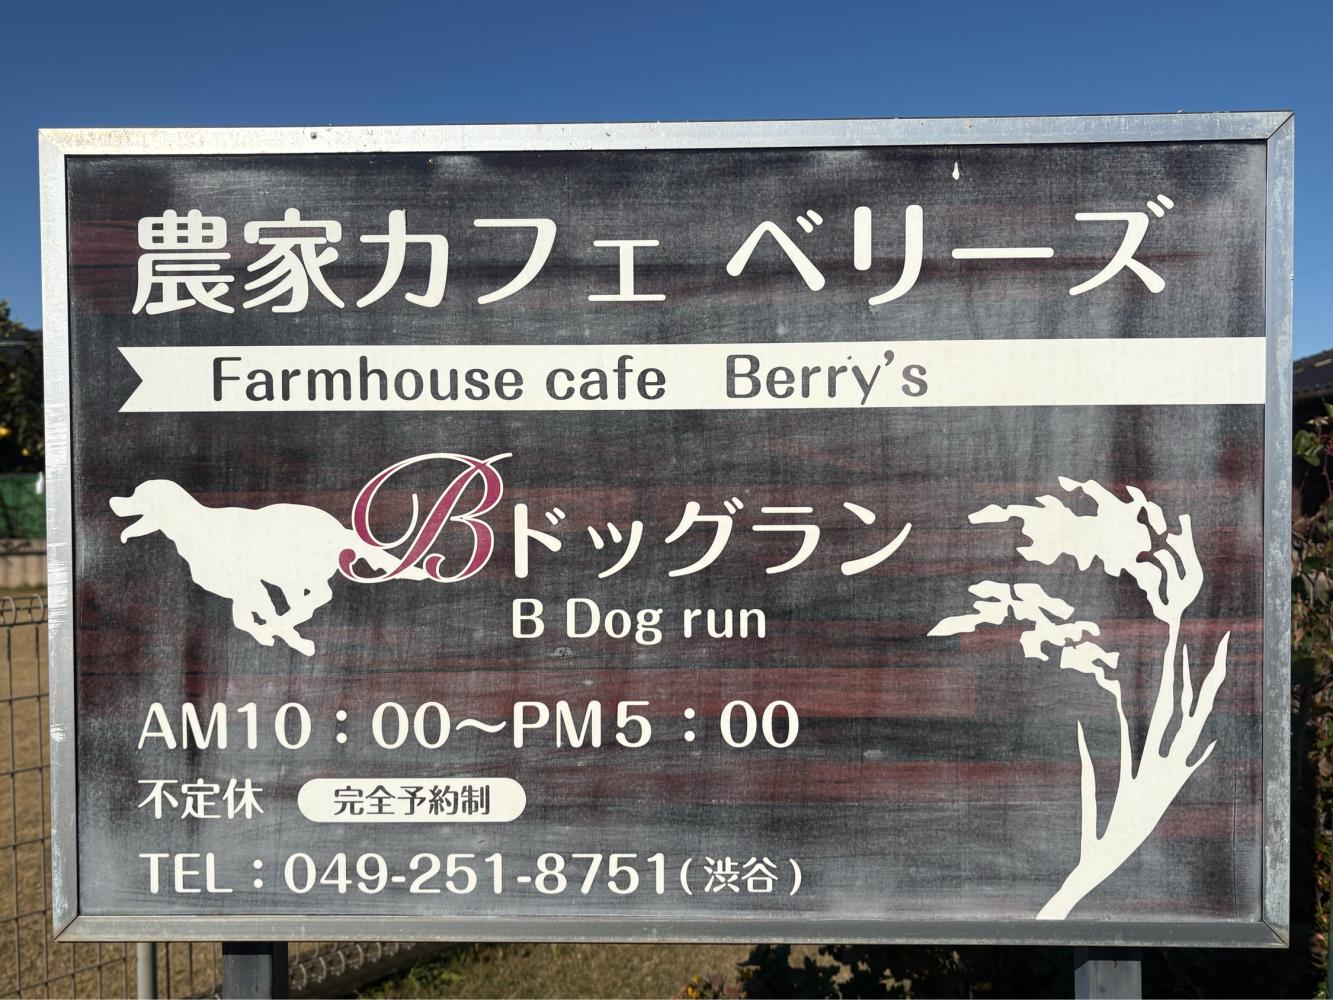 農家カフェ ベリーズ
Farmhouse cafe Berry's
Bドッグラン
B Dog run
AM10：00～PM5：00
不定休 完全予約制
TEL：049-251-8751(渋谷)